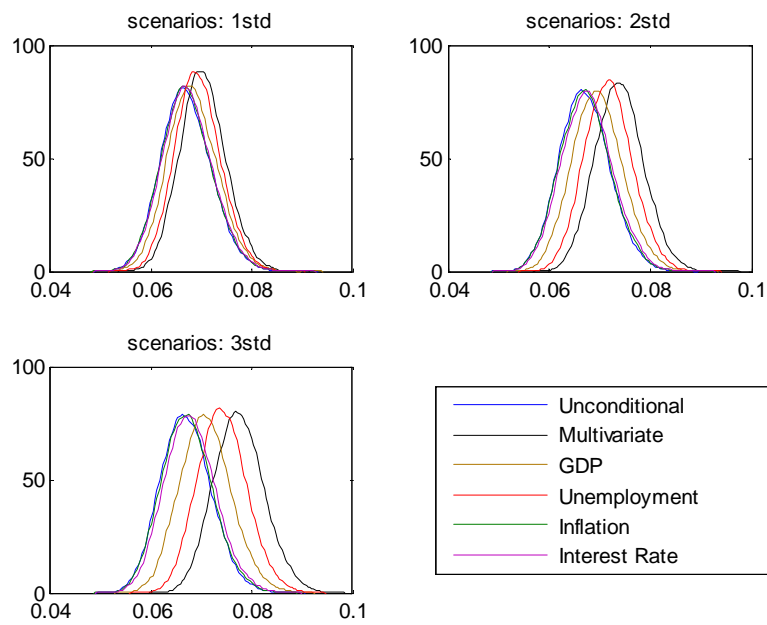 scenarios: 1std
100
50
0
0.04 0.06 0.08 0.1
scenarios: 2std
100
50
0
0.04 0.06 0.08 0.1
scenarios: 3std
100
50
0
0.04 0.06 0.08 0.1
Unconditional
Multivariate
GDP
Unemployment
Inflation
Interest Rate